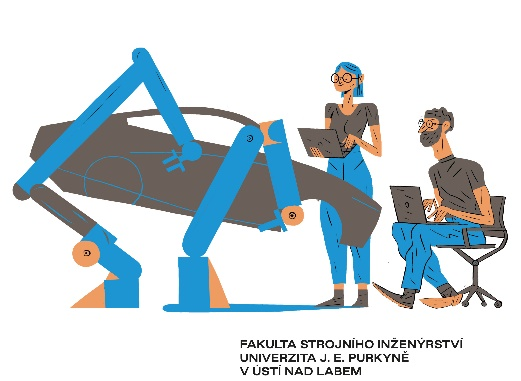 FAKULTA STROJNÍHO INŽENÝRSTVÍ
UNIVERZITA J. E. PURKYNĚ
V ÚSTÍ NAD LABEM